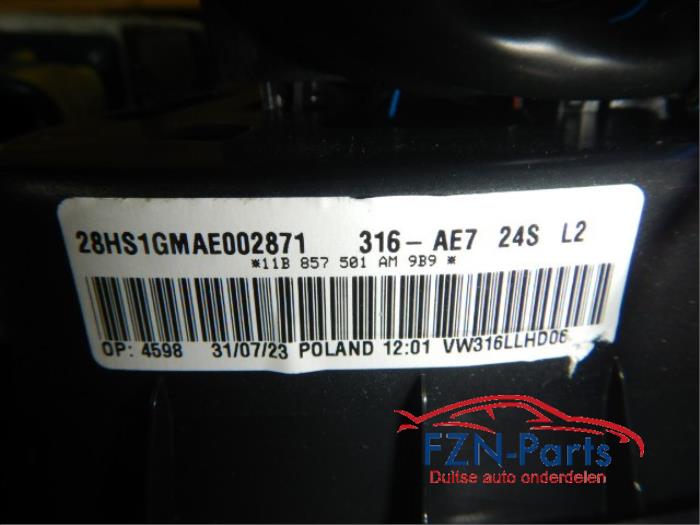 28HS1GMAE002871 316- AE7 24S L2
*11B 857 501 AM 9B9 *
OP: 4598 31/07/23 POLAND 12:01 VW316LLHD06
FZN-Parts
Duitse auto onderdelen